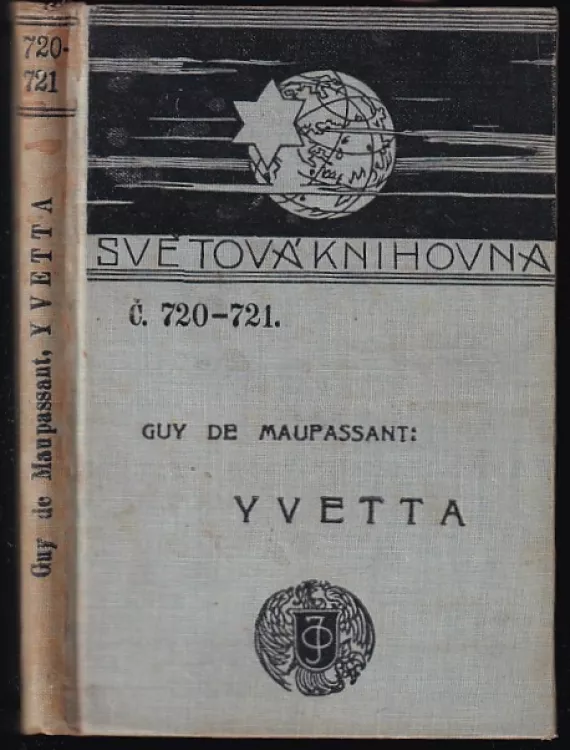 720-
721
Guy de Maupassant, YVETTA
SVĚTOVÁ KNIHOVNA
Č. 720-721.
GUY DE MAUPASSANT:
YVETTA